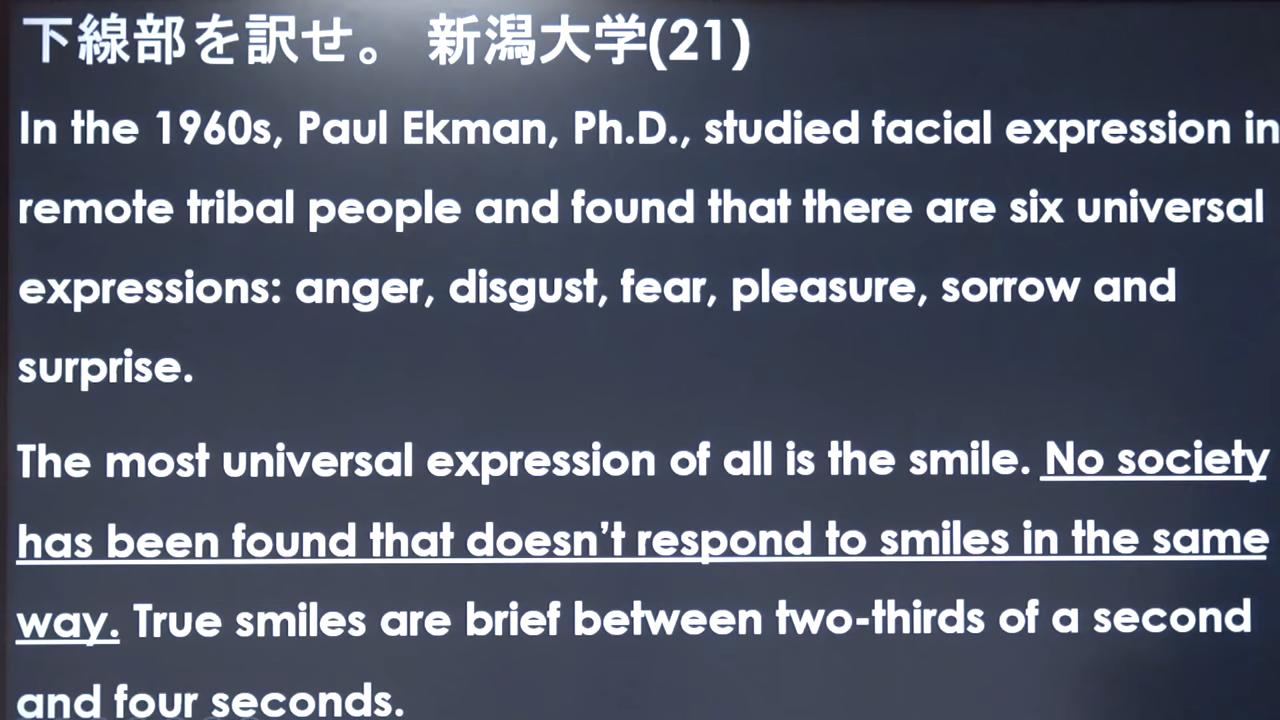 下線部を訳せ。 新潟大学(21)
In the 1960s, Paul Ekman, Ph.D., studied facial expression in
remote tribal people and found that there are six universal
expressions: anger, disgust, fear, pleasure, sorrow and
surprise.
The most universal expression of all is the smile. No society
has been found that doesn't respond to smiles in the same
way. True smiles are brief between two-thirds of a second
and four seconds.